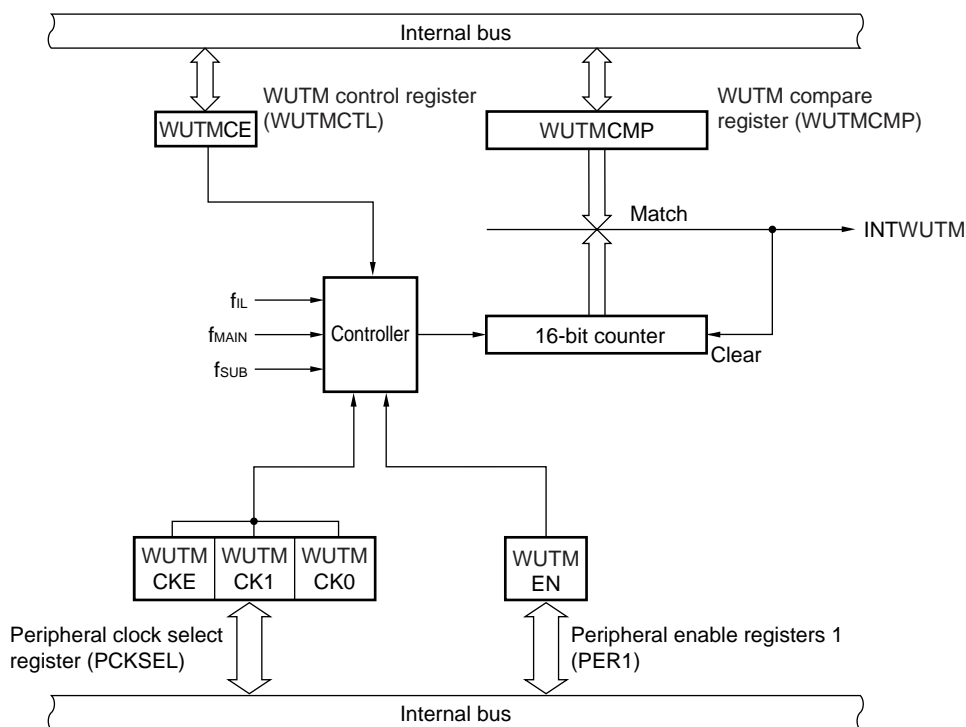 Internal bus
WUTM control register
(WUTMCTL)
WUTM compare
register (WUTMCMP)
WUTMCE
WUTMCMP
Match
INTWUTM
fIL
fMAIN
fSUB
Controller
16-bit counter
Clear
WUTM
CKE
WUTM
CK1
WUTM
CK0
WUTM
EN
Peripheral clock select
register (PCKSEL)
Peripheral enable registers 1
(PER1)
Internal bus